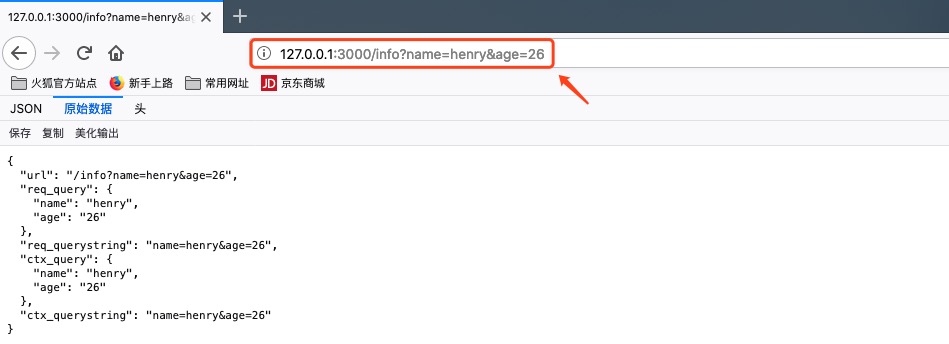 127.0.0.1:3000/info?name=henry&ag
127.0.0.1:3000/info?name=henry&age=26
火狐官方站点 新手上路 常用网址 JD 京东商城
JSON 原始数据 头
保存 复制 美化输出
{
  "url": "/info?name=henry&age=26",
  "req_query": {
    "name": "henry",
    "age": "26"
  },
  "req_querystring": "name=henry&age=26",
  "ctx_query": {
    "name": "henry",
    "age": "26"
  },
  "ctx_querystring": "name=henry&age=26"
}